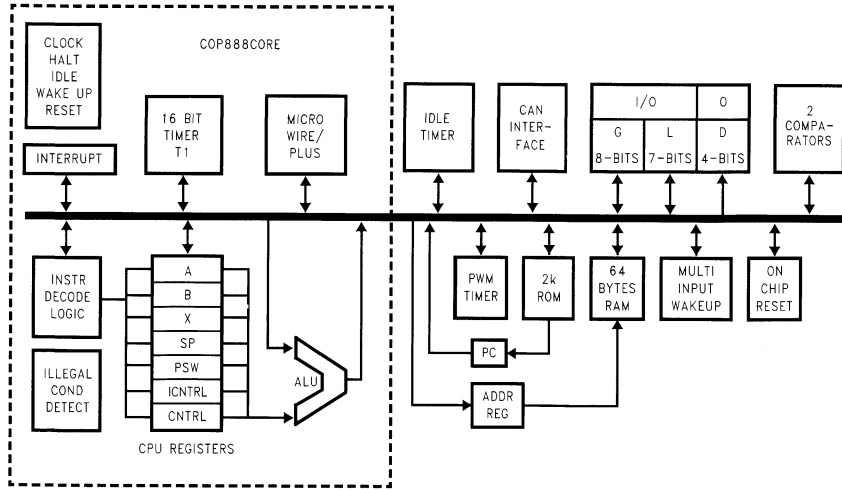 COP888CORE
CLOCK
HALT
IDLE
WAKE UP
RESET
INTERRUPT
16 BIT
TIMER
T1
MICRO
WIRE/
PLUS
IDLE
TIMER
CAN
INTER-
FACE
I/O
O
G
L
D
8-BITS
7-BITS
4-BITS
2
COMPA-
RATORS
INSTR
DECODE
LOGIC
ILLEGAL
COND
DETECT
A
B
X
SP
PSW
ICNTRL
CNTRL
CPU REGISTERS
ALU
PWM
TIMER
2k
ROM
64
BYTES
RAM
MULTI
INPUT
WAKEUP
ON
CHIP
RESET
PC
ADDR
REG